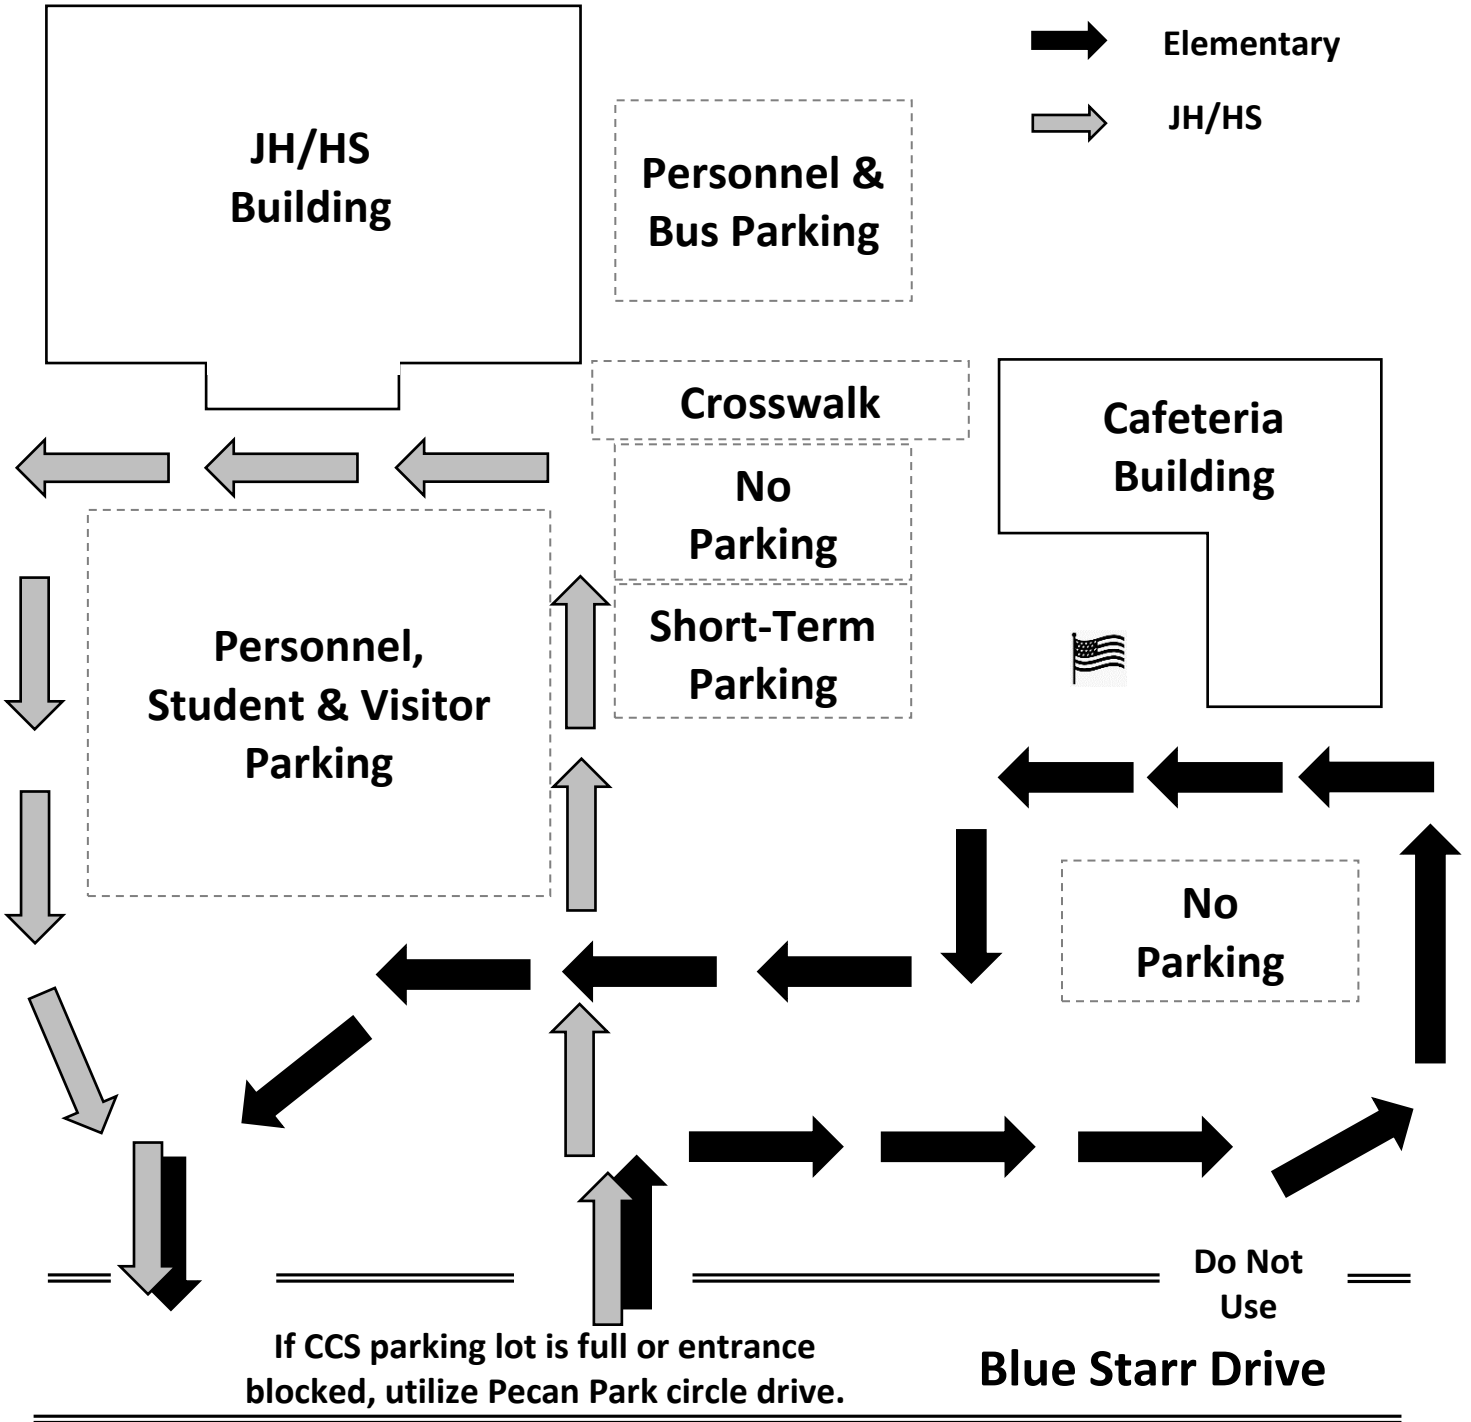 Elementary
JH/HS
JH/HS
Building
Personnel &
Bus Parking
Crosswalk
Cafeteria
Building
No
Parking
Short-Term
Parking
Personnel,
Student & Visitor
Parking
No
Parking
Do Not
Use
If CCS parking lot is full or entrance
blocked, utilize Pecan Park circle drive.
Blue Starr Drive